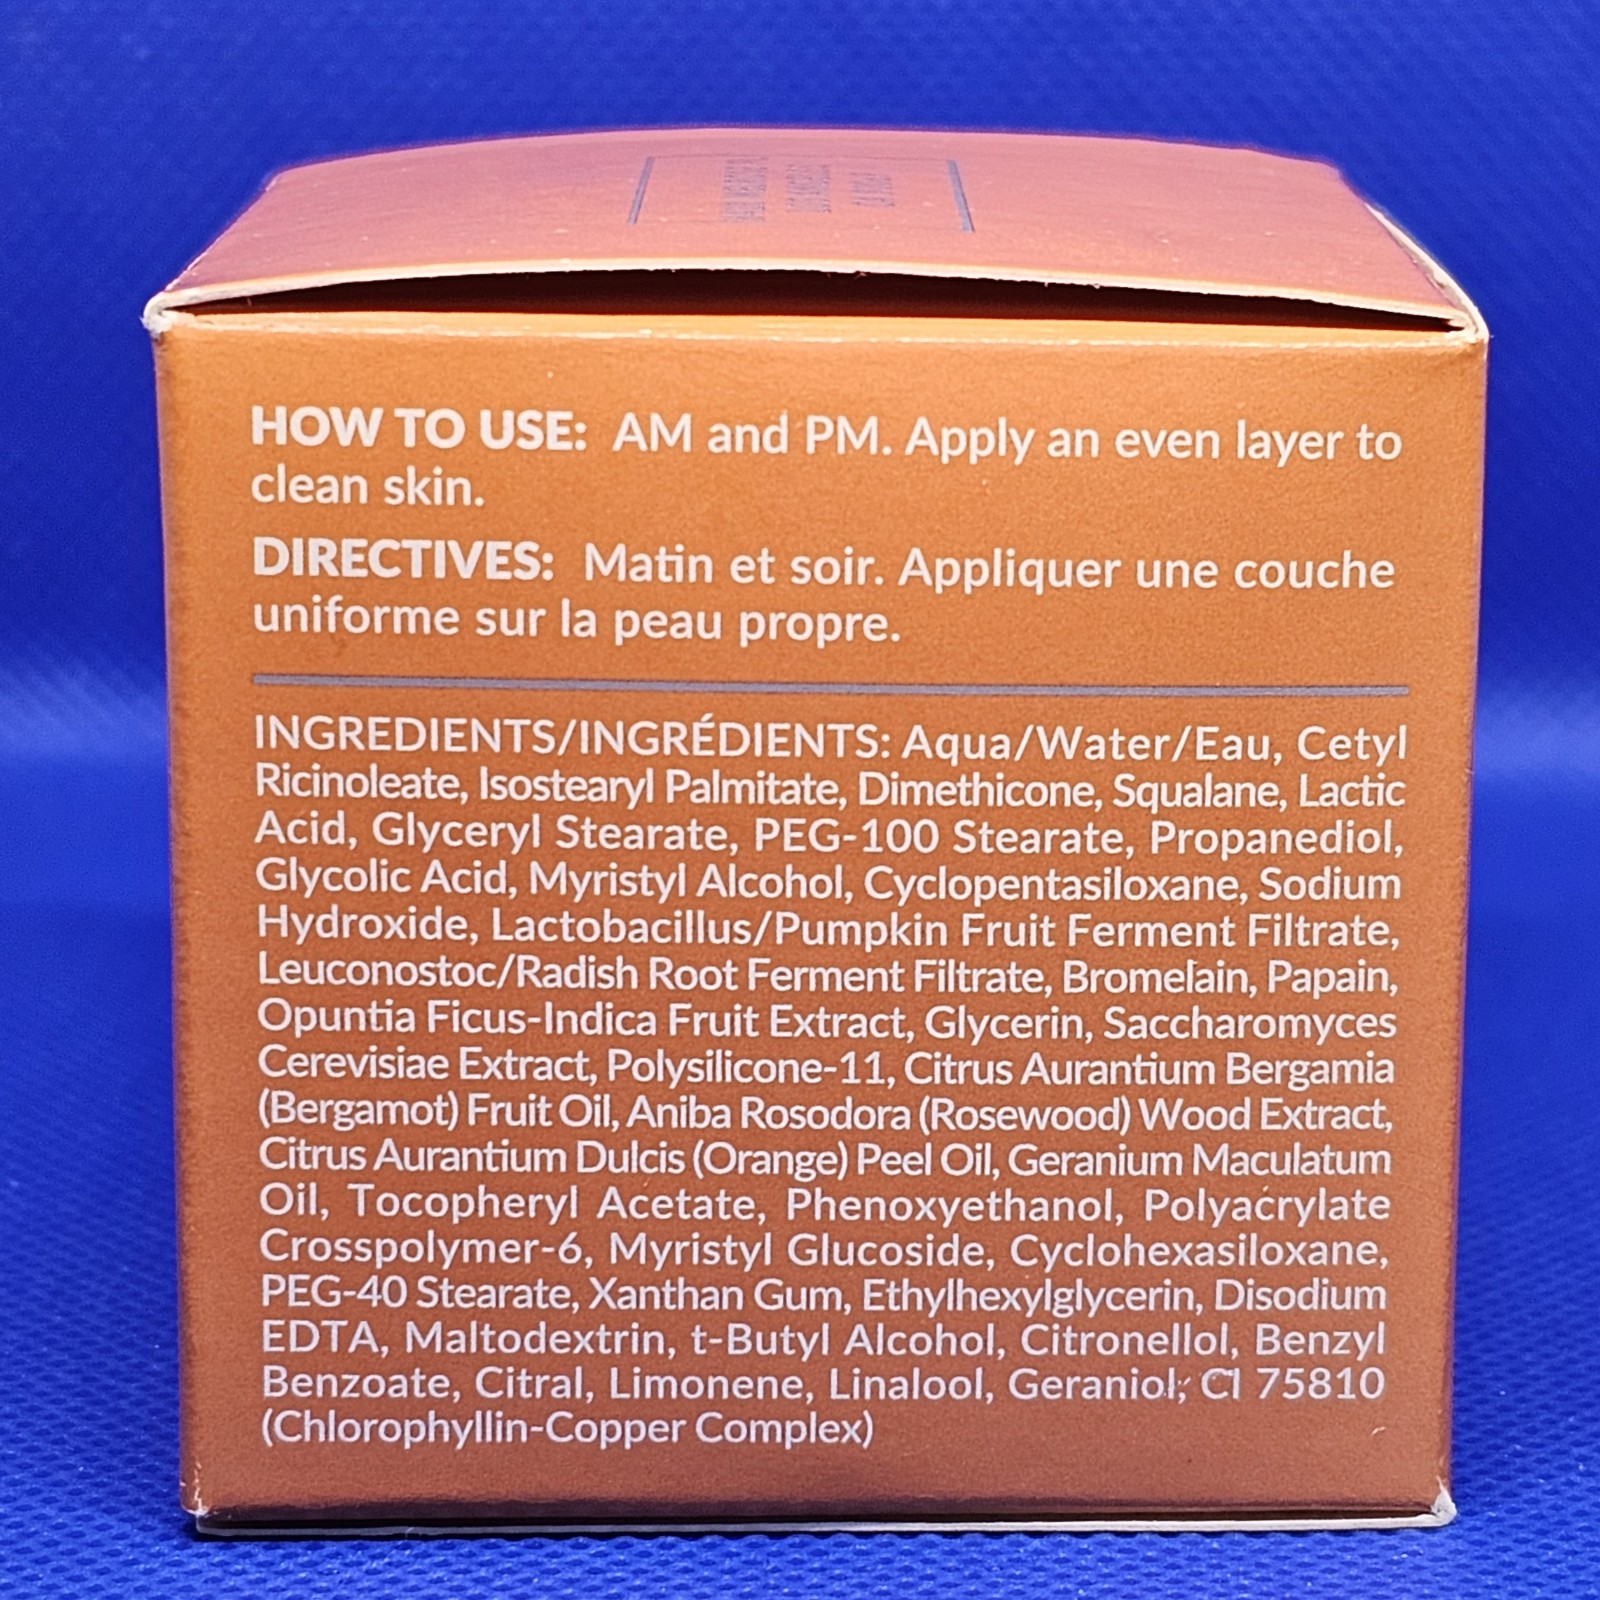 HOW TO USE: AM and PM. Apply an even layer to
clean skin.
DIRECTIVES: Matin et soir. Appliquer une couche
uniforme sur la peau propre.
INGREDIENTS/INGRÉDIENTS: Aqua/Water/Eau, Cetyl
Ricinoleate, Isostearyl Palmitate, Dimethicone, Squalane, Lactic
Acid, Glyceryl Stearate, PEG-100 Stearate, Propanediol,
Glycolic Acid, Myristyl Alcohol, Cyclopentasiloxane, Sodium
Hydroxide, Lactobacillus/Pumpkin Fruit Ferment Filtrate,
Leuconostoc/Radish Root Ferment Filtrate, Bromelain, Papain,
Opuntia Ficus-Indica Fruit Extract, Glycerin, Saccharomyces
Cerevisiae Extract, Polysilicone-11, Citrus Aurantium Bergamia
(Bergamot) Fruit Oil, Aniba Rosodora (Rosewood) Wood Extract,
Citrus Aurantium Dulcis (Orange) Peel Oil, Geranium Maculatum
Oil, Tocopheryl Acetate, Phenoxyethanol, Polyacrylate
Crosspolymer-6, Myristyl Glucoside, Cyclohexasiloxane,
PEG-40 Stearate, Xanthan Gum, Ethylhexylglycerin, Disodium
EDTA, Maltodextrin, t-Butyl Alcohol, Citronellol, Benzyl
Benzoate, Citral, Limonene, Linalool, Geraniol, CI 75810
(Chlorophyllin-Copper Complex)